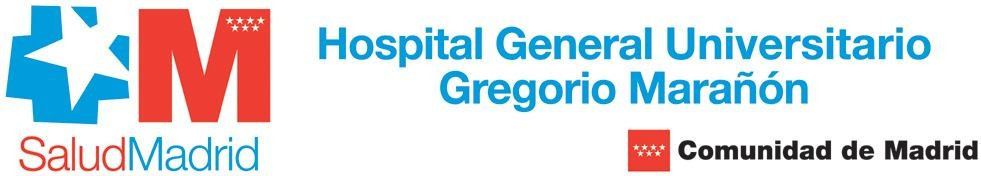 M
SaludMadrid
Hospital General Universitario
Gregorio Marañón
Comunidad de Madrid